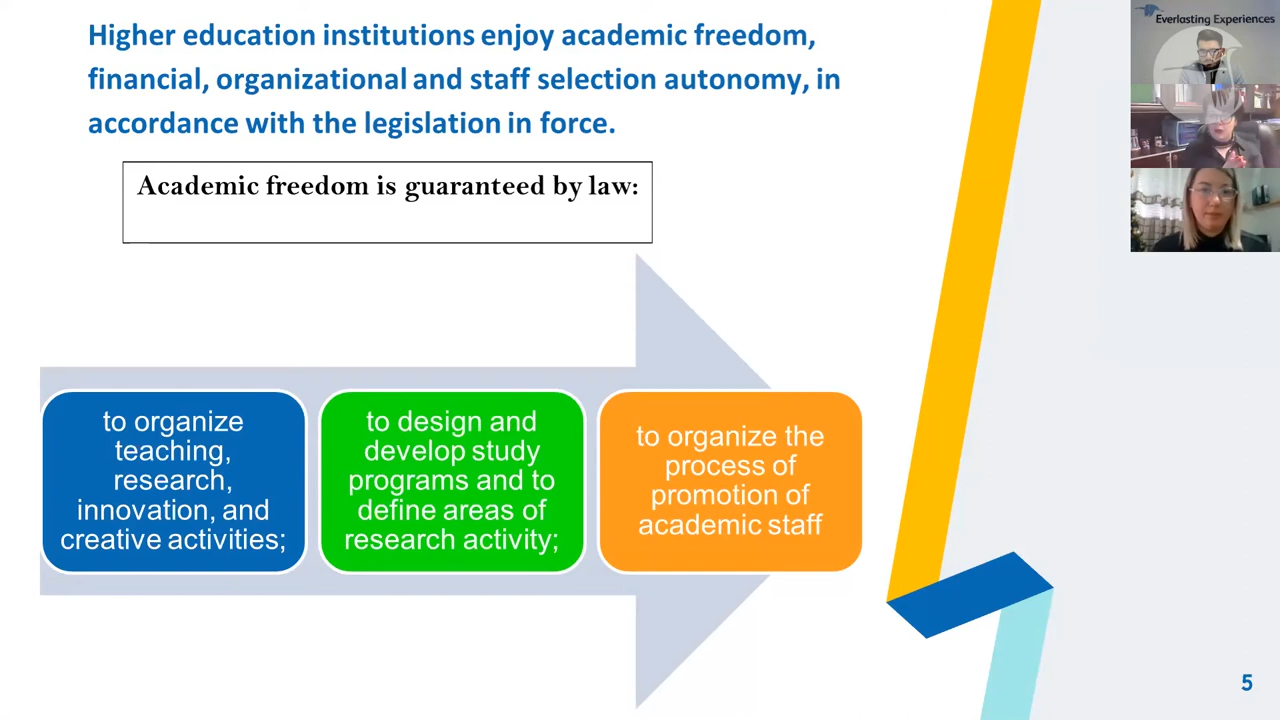 Higher education institutions enjoy academic freedom,
financial, organizational and staff selection autonomy, in
accordance with the legislation in force.
Academic freedom is guaranteed by law:
to organize
teaching,
research,
innovation, and
creative activities;
to design and
develop study
programs and to
define areas of
research activity;
to organize the
process of
promotion of
academic staff
Everlasting Experiences
5